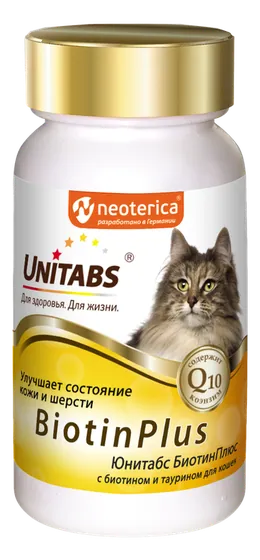 neoterica®
разработано в Германии
UNITABS®
Для здоровья. Для жизни.
содержит
Q10
коэнзим
Улучшает состояние
кожи и шерсти
BiotinPlus
Юнитабс БиотинПлюс
с биотином и таурином для кошек